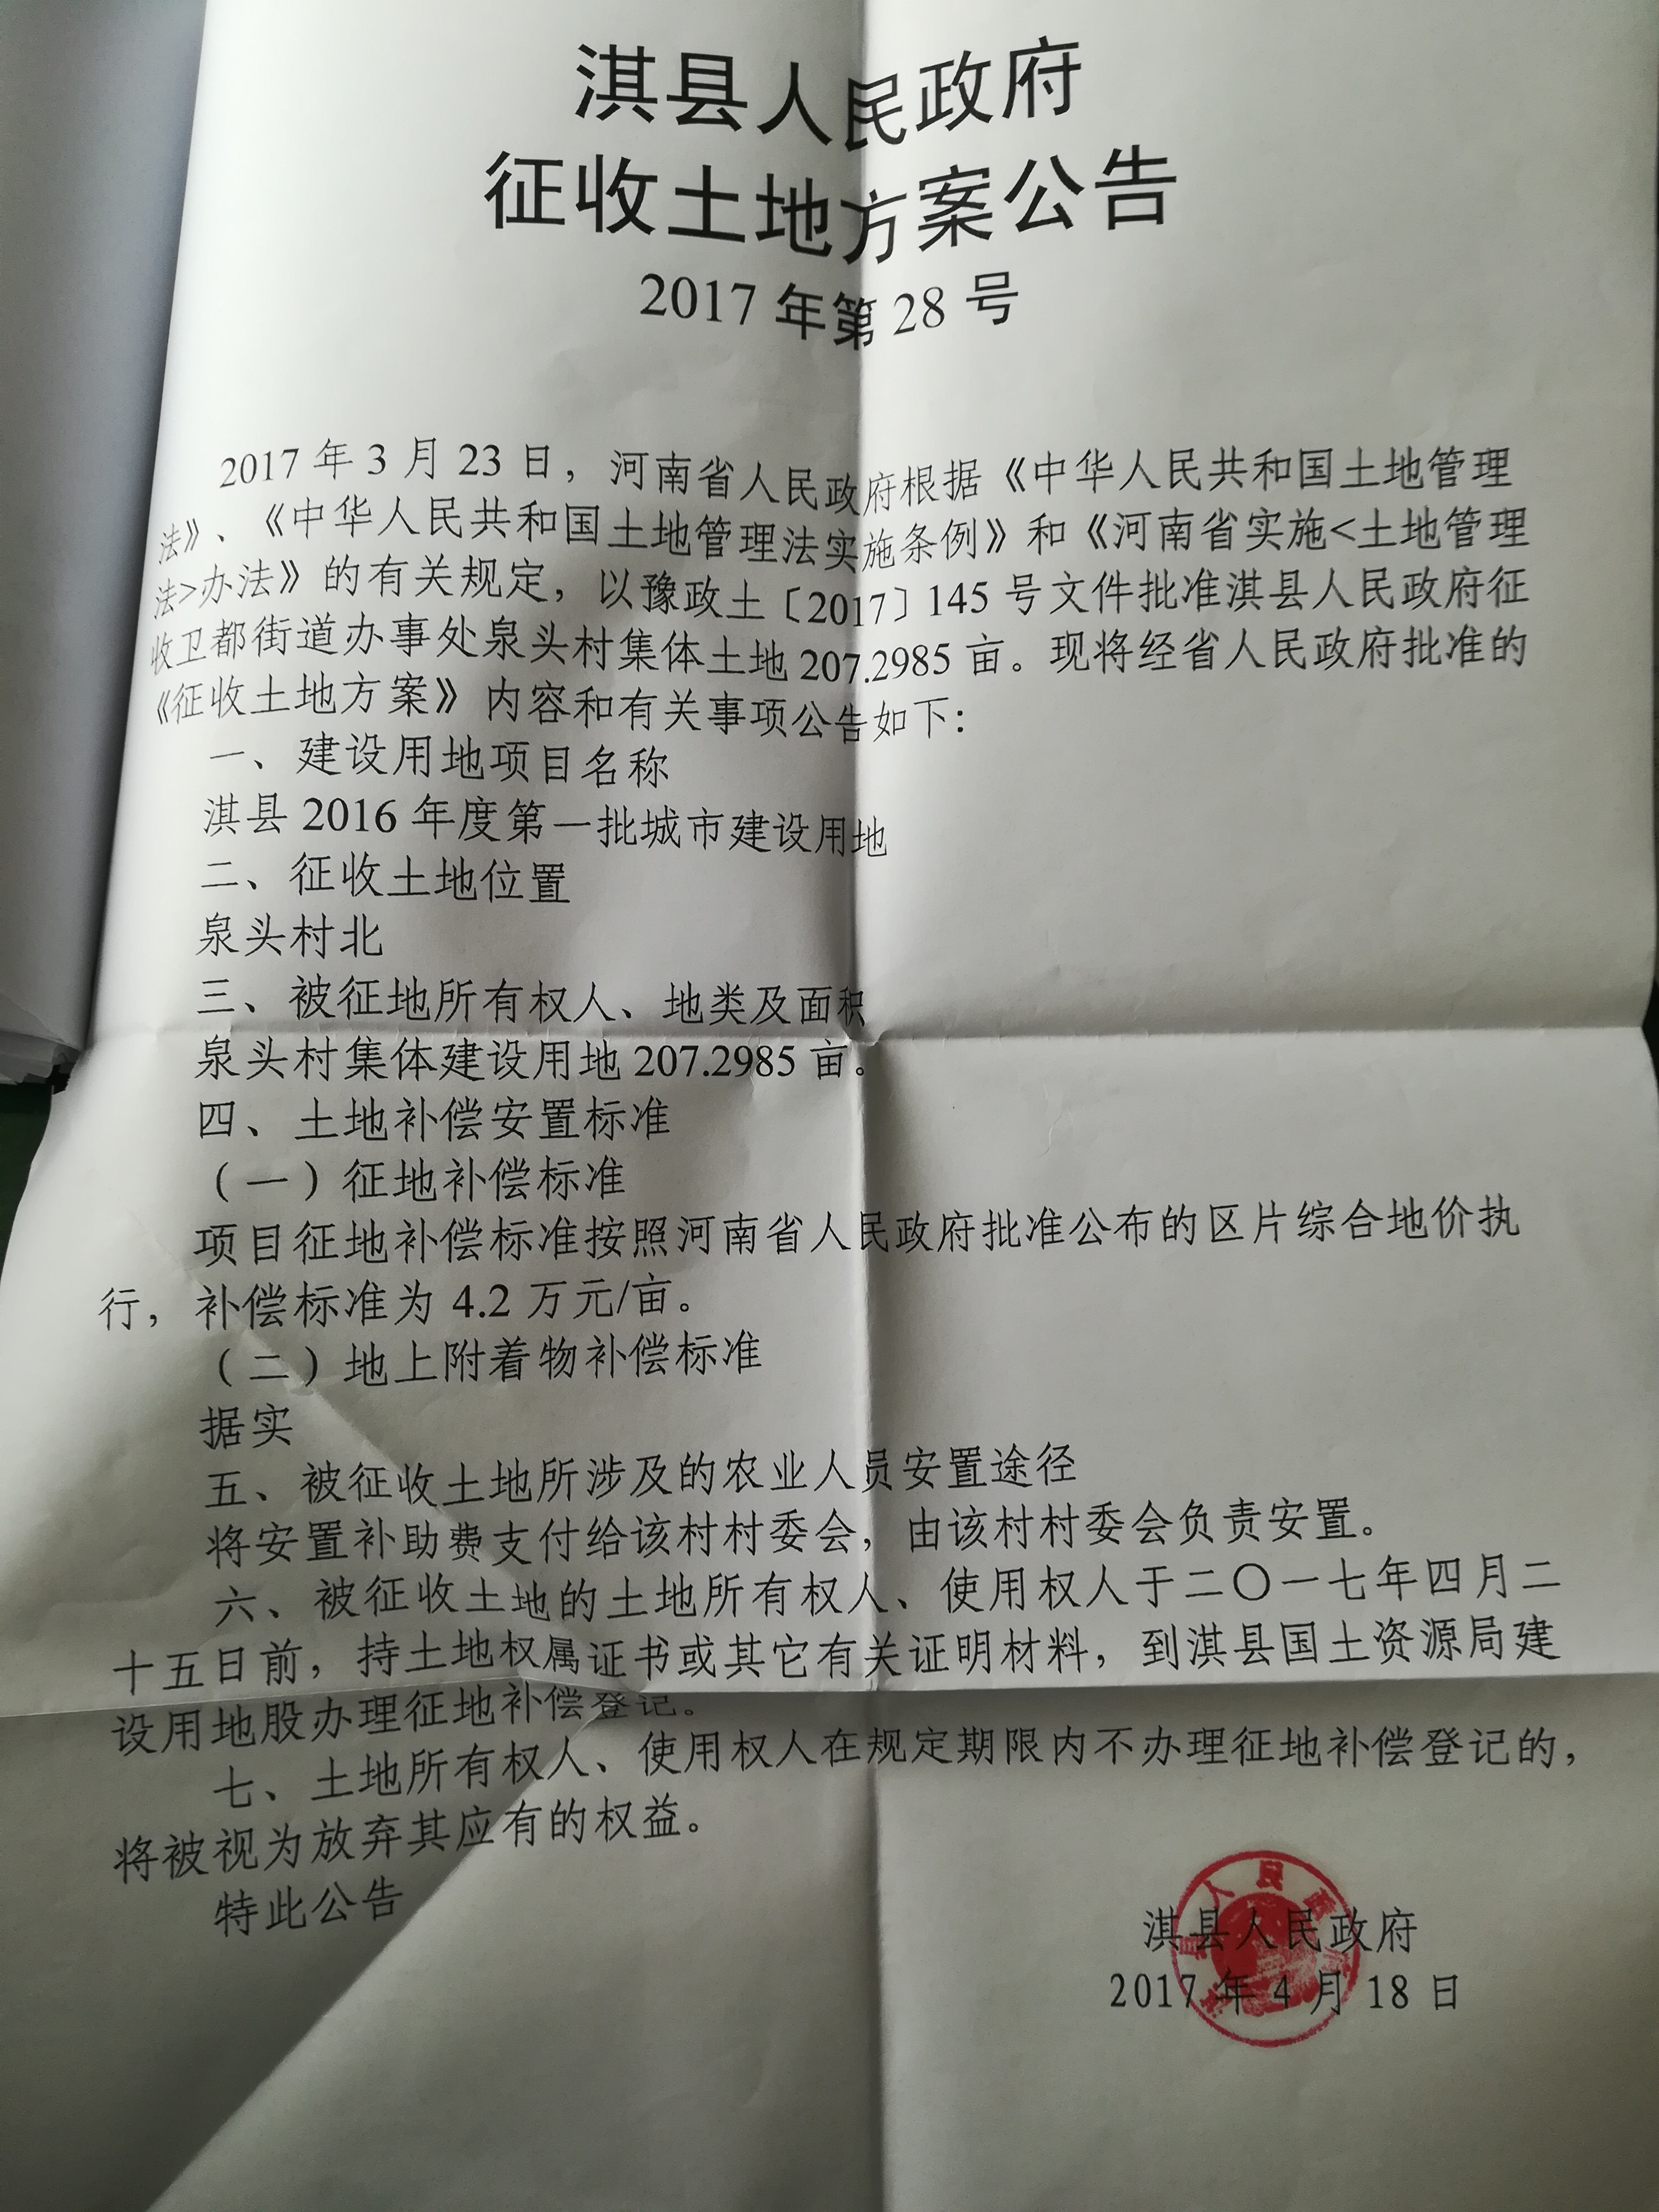 淇县人民政府
征收土地方案公告
2017 年第 28 号
2017 年 3 月 23 日，河南省人民政府根据《中华人民共和国土地管理
法》、《中华人民共和国土地管理法实施条例》和《河南省实施<土地管理
法>办法》的有关规定，以豫政土〔2017〕145 号文件批准淇县人民政府征
收卫都街道办事处泉头村集体土地 207.2985 亩。现将经省人民政府批准的
《征收土地方案》内容和有关事项公告如下：
一、建设用地项目名称
淇县 2016 年度第一批城市建设用地
二、征收土地位置
泉头村北
三、被征地所有权人、地类及面积
泉头村集体建设用地 207.2985 亩。
四、土地补偿安置标准
（一）征地补偿标准
项目征地补偿标准按照河南省人民政府批准公布的区片综合地价执
行，补偿标准为 4.2 万元/亩。
（二）地上附着物补偿标准
据实
五、被征收土地所涉及的农业人员安置途径
将安置补助费支付给该村村委会，由该村村委会负责安置。
六、被征收土地的土地所有权人、使用权人于二〇一七年四月二
十五日前，持土地权属证书或其它有关证明材料，到淇县国土资源局建
设用地股办理征地补偿登记。
七、土地所有权人、使用权人在规定期限内不办理征地补偿登记的，
将被视为放弃其应有的权益。
特此公告
淇县人民政府
2017 年 4 月 18 日